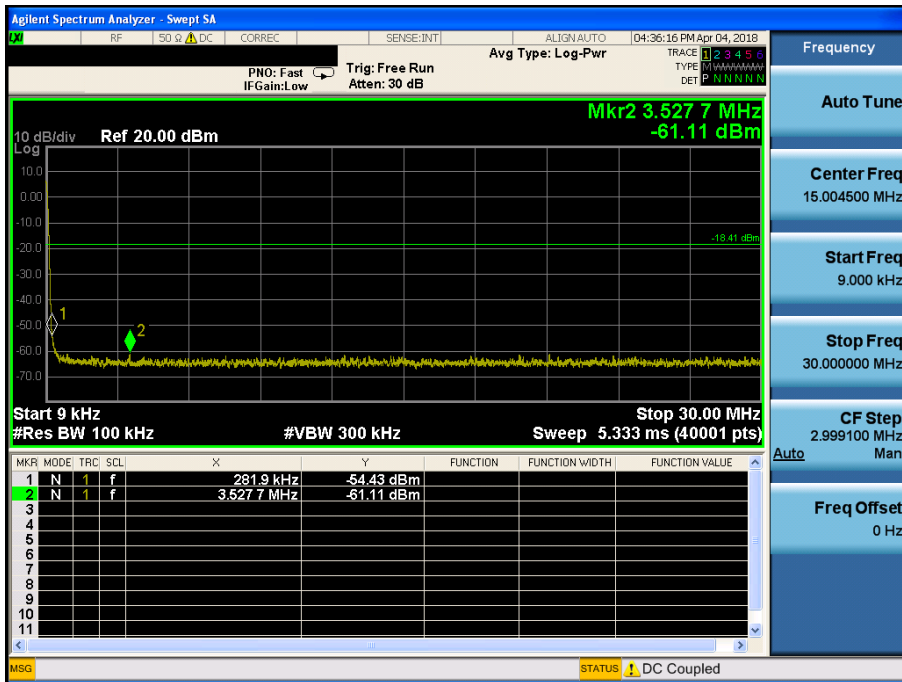 Agilent Spectrum Analyzer - Swept SA
LXI RF 50 Ω DC CORREC SENSE:INT ALIGN AUTO 04:36:16 PM Apr 04, 2018
Avg Type: Log-Pwr
TRACE 1 2 3 4 5 6
PNO: Fast Trig: Free Run
TYPE M
IFGain:Low Atten: 30 dB
DET P N N N N N
Mkr2 3.527 7 MHz
-61.11 dBm
10 dB/div Ref 20.00 dBm
Log
10.0
0.00
-10.0
-20.0
-30.0
-40.0
-50.0
-60.0
-70.0
-18.41 dBm
1
2
Start 9 kHz Stop 30.00 MHz
#Res BW 100 kHz #VBW 300 kHz Sweep 5.333 ms (40001 pts)
MKR MODE TRC SCL X Y FUNCTION FUNCTION WIDTH FUNCTION VALUE
1 N 1 f 281.9 kHz -54.43 dBm
2 N 1 f 3.527 7 MHz -61.11 dBm
3
4
5
6
7
8
9
10
11
MSG STATUS DC Coupled
Frequency
Auto Tune
Center Freq
15.004500 MHz
Start Freq
9.000 kHz
Stop Freq
30.000000 MHz
CF Step
2.999100 MHz
Auto Man
Freq Offset
0 Hz